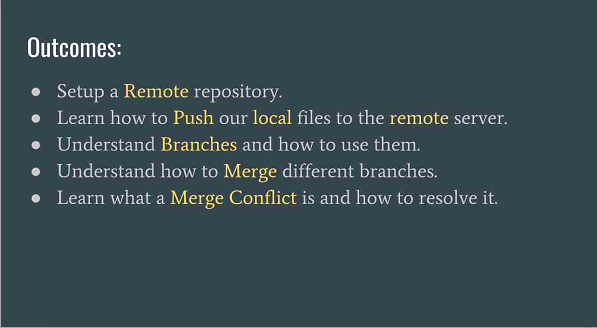 Outcomes:
● Setup a Remote repository.
● Learn how to Push our local files to the remote server.
● Understand Branches and how to use them.
● Understand how to Merge different branches.
● Learn what a Merge Conflict is and how to resolve it.